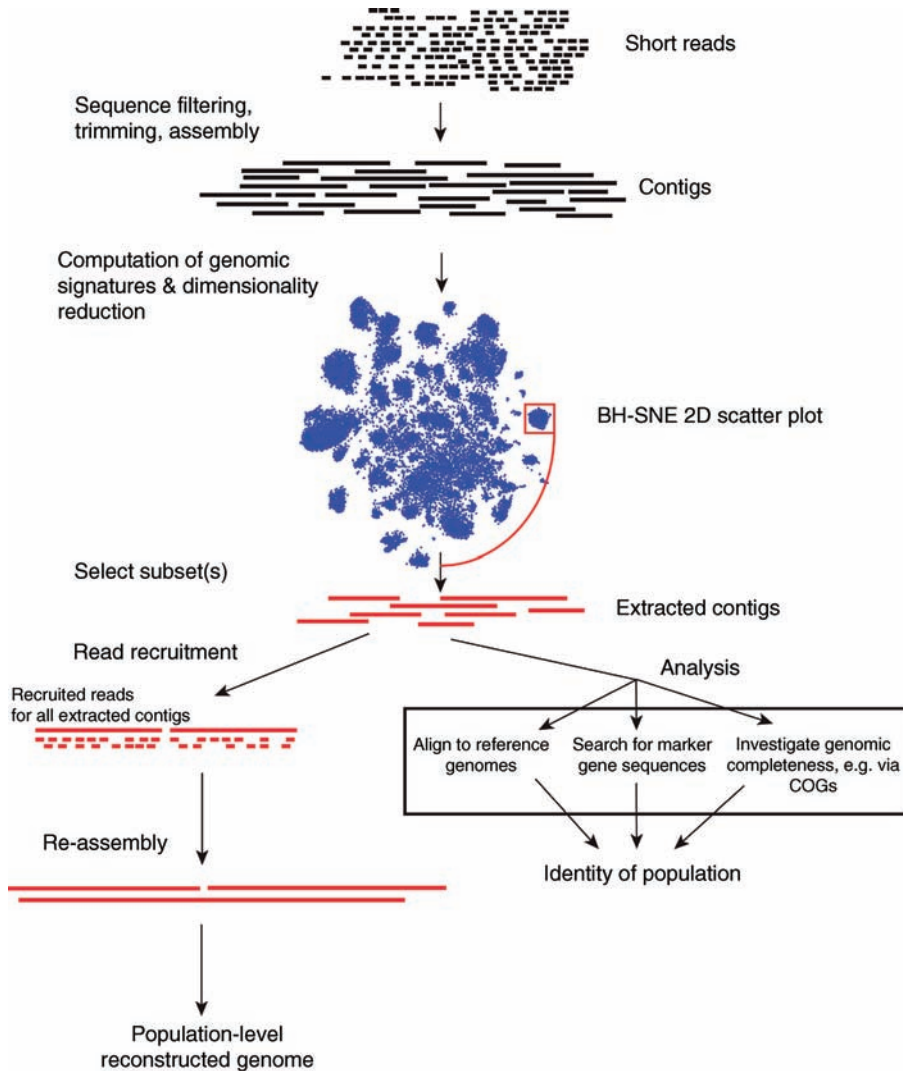 Short reads
Sequence filtering,
trimming, assembly
Contigs
Computation of genomic
signatures & dimensionality
reduction
BH-SNE 2D scatter plot
Select subset(s)
Extracted contigs
Read recruitment
Analysis
Recruited reads
for all extracted contigs
Align to reference
genomes
Search for marker
gene sequences
Investigate genomic
completeness, e.g. via
COGs
Re-assembly
Identity of population
Population-level
reconstructed genome